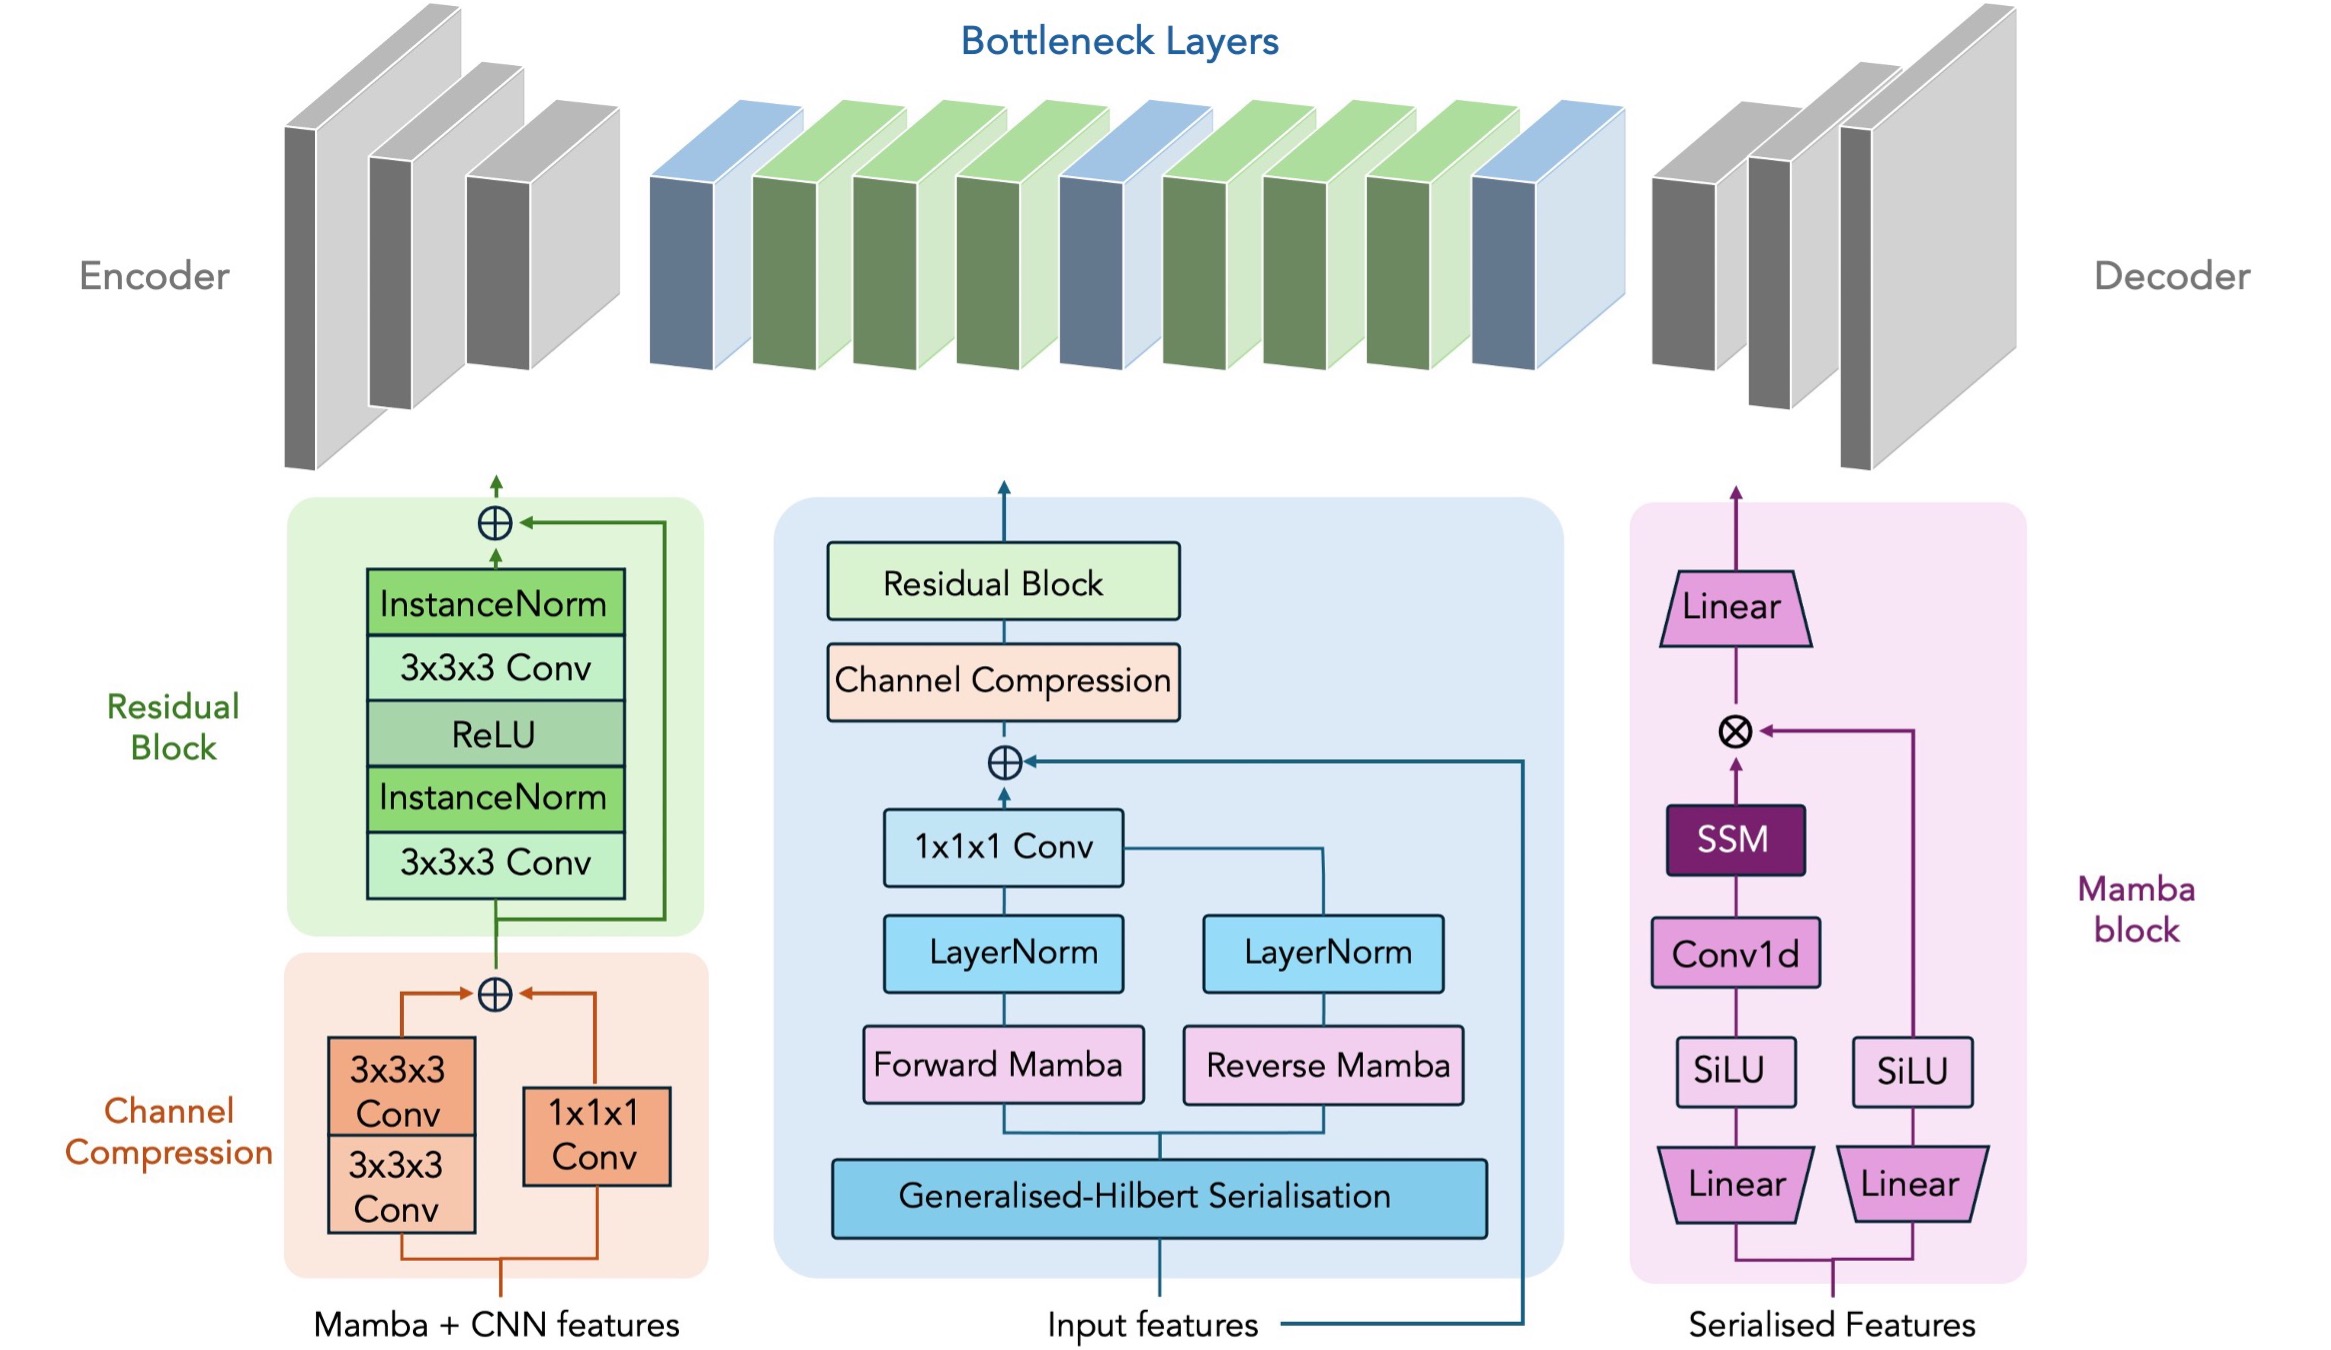 Bottleneck Layers
Encoder
Decoder
Residual
Block
InstanceNorm
3x3x3 Conv
ReLU
InstanceNorm
3x3x3 Conv
Channel
Compression
3x3x3
Conv
3x3x3
Conv
1x1x1
Conv
Mamba + CNN features
Residual Block
Channel Compression
1x1x1 Conv
LayerNorm
LayerNorm
Forward Mamba
Reverse Mamba
Generalised-Hilbert Serialisation
Input features
Linear
SSM
Conv1d
SiLU
SiLU
Linear
Linear
Serialised Features
Mamba
block